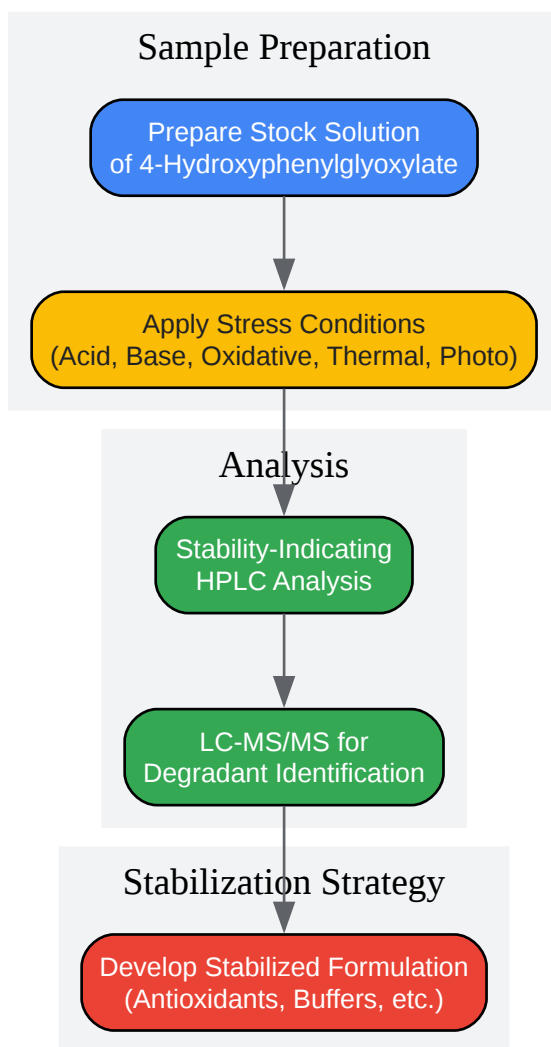 Sample Preparation
Prepare Stock Solution
of 4-Hydroxyphenylglyoxylate
Apply Stress Conditions
(Acid, Base, Oxidative, Thermal, Photo)
Analysis
Stability-Indicating
HPLC Analysis
LC-MS/MS for
Degradant Identification
Stabilization Strategy
Develop Stabilized Formulation
(Antioxidants, Buffers, etc.)